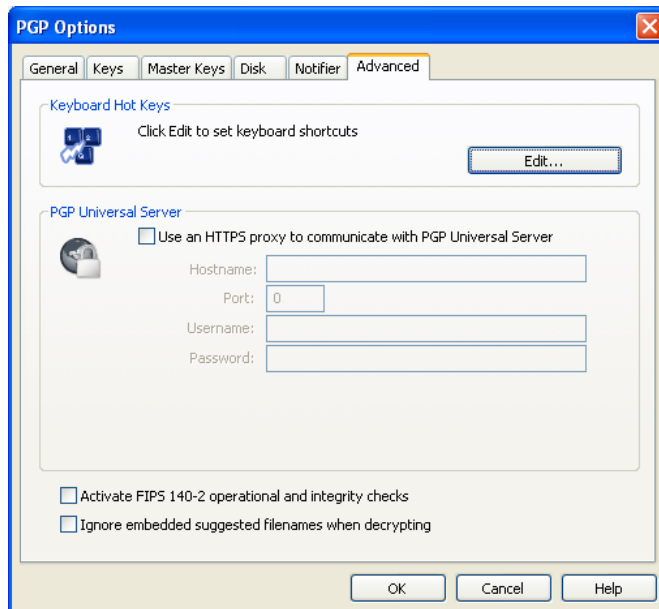 PGP Options
General Keys Master Keys Disk Notifier Advanced
Keyboard Hot Keys
Click Edit to set keyboard shortcuts
Edit...
PGP Universal Server
Use an HTTPS proxy to communicate with PGP Universal Server
Hostname:
Port: 0
Username:
Password:
Activate FIPS 140-2 operational and integrity checks
Ignore embedded suggested filenames when decrypting
OK Cancel Help